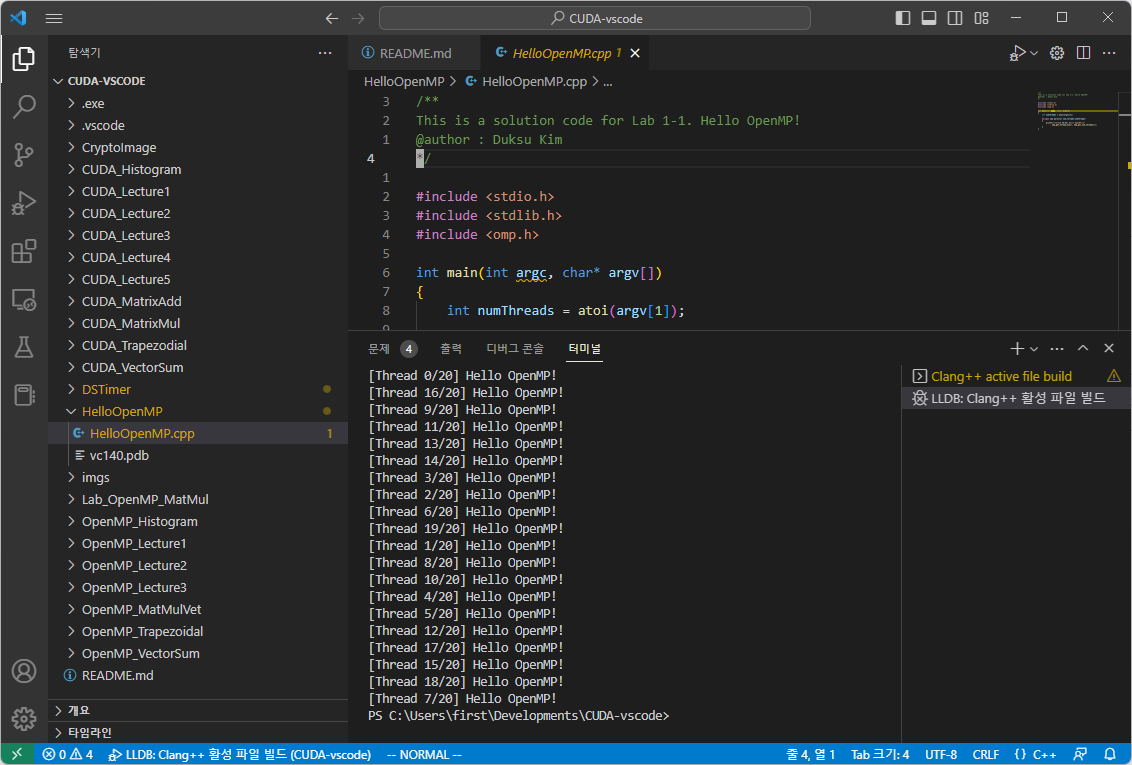 CUDA-vscode
탐색기
CUDA-VSCODE
.exe
.vscode
CryptoImage
CUDA_Histogram
CUDA_Lecture1
CUDA_Lecture2
CUDA_Lecture3
CUDA_Lecture4
CUDA_Lecture5
CUDA_MatrixAdd
CUDA_MatrixMul
CUDA_Trapezodial
CUDA_VectorSum
DSTimer
HelloOpenMP
HelloOpenMP.cpp 1
vc140.pdb
imgs
Lab_OpenMP_MatMul
OpenMP_Histogram
OpenMP_Lecture1
OpenMP_Lecture2
OpenMP_Lecture3
OpenMP_MatMulVet
OpenMP_Trapezoidal
OpenMP_VectorSum
README.md
개요
타임라인
README.md
HelloOpenMP.cpp 1
HelloOpenMP > HelloOpenMP.cpp > ...
3 /**
2 This is a solution code for Lab 1-1. Hello OpenMP!
1 @author : Duksu Kim
4 */
1
2 #include <stdio.h>
3 #include <stdlib.h>
4 #include <omp.h>
5
6 int main(int argc, char* argv[])
7 {
8 int numThreads = atoi(argv[1]);
9
문제 4 출력 디버그 콘솔 터미널
[Thread 0/20] Hello OpenMP!
[Thread 16/20] Hello OpenMP!
[Thread 9/20] Hello OpenMP!
[Thread 11/20] Hello OpenMP!
[Thread 13/20] Hello OpenMP!
[Thread 14/20] Hello OpenMP!
[Thread 3/20] Hello OpenMP!
[Thread 2/20] Hello OpenMP!
[Thread 6/20] Hello OpenMP!
[Thread 19/20] Hello OpenMP!
[Thread 1/20] Hello OpenMP!
[Thread 8/20] Hello OpenMP!
[Thread 10/20] Hello OpenMP!
[Thread 4/20] Hello OpenMP!
[Thread 5/20] Hello OpenMP!
[Thread 12/20] Hello OpenMP!
[Thread 17/20] Hello OpenMP!
[Thread 15/20] Hello OpenMP!
[Thread 18/20] Hello OpenMP!
[Thread 7/20] Hello OpenMP!
PS C:\Users\first\Developments\CUDA-vscode>
Clang++ active file build
LLDB: Clang++ 활성 파일 빌드
0 4 LLDB: Clang++ 활성 파일 빌드 (CUDA-vscode) -- NORMAL -- 줄 4, 열 1 Tab 크기: 4 UTF-8 CRLF {} C++